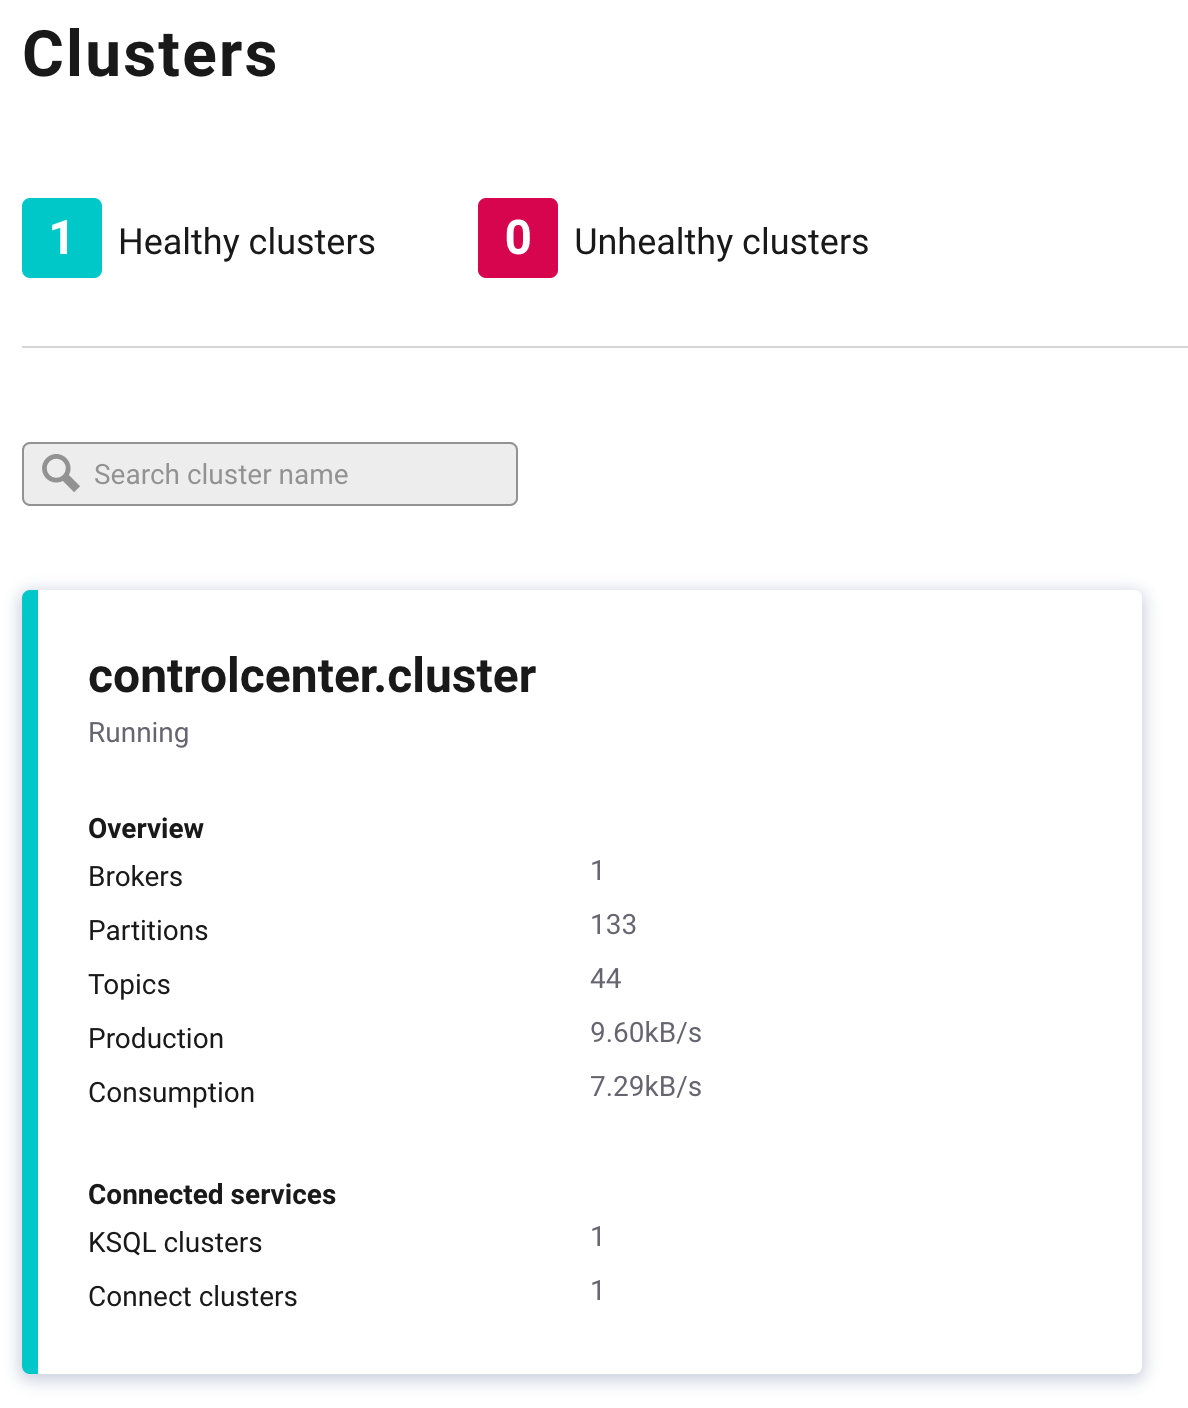 Clusters
1 Healthy clusters 0 Unhealthy clusters
Search cluster name
controlcenter.cluster
Running
Overview
Brokers 1
Partitions 133
Topics 44
Production 9.60kB/s
Consumption 7.29kB/s
Connected services
KSQL clusters 1
Connect clusters 1